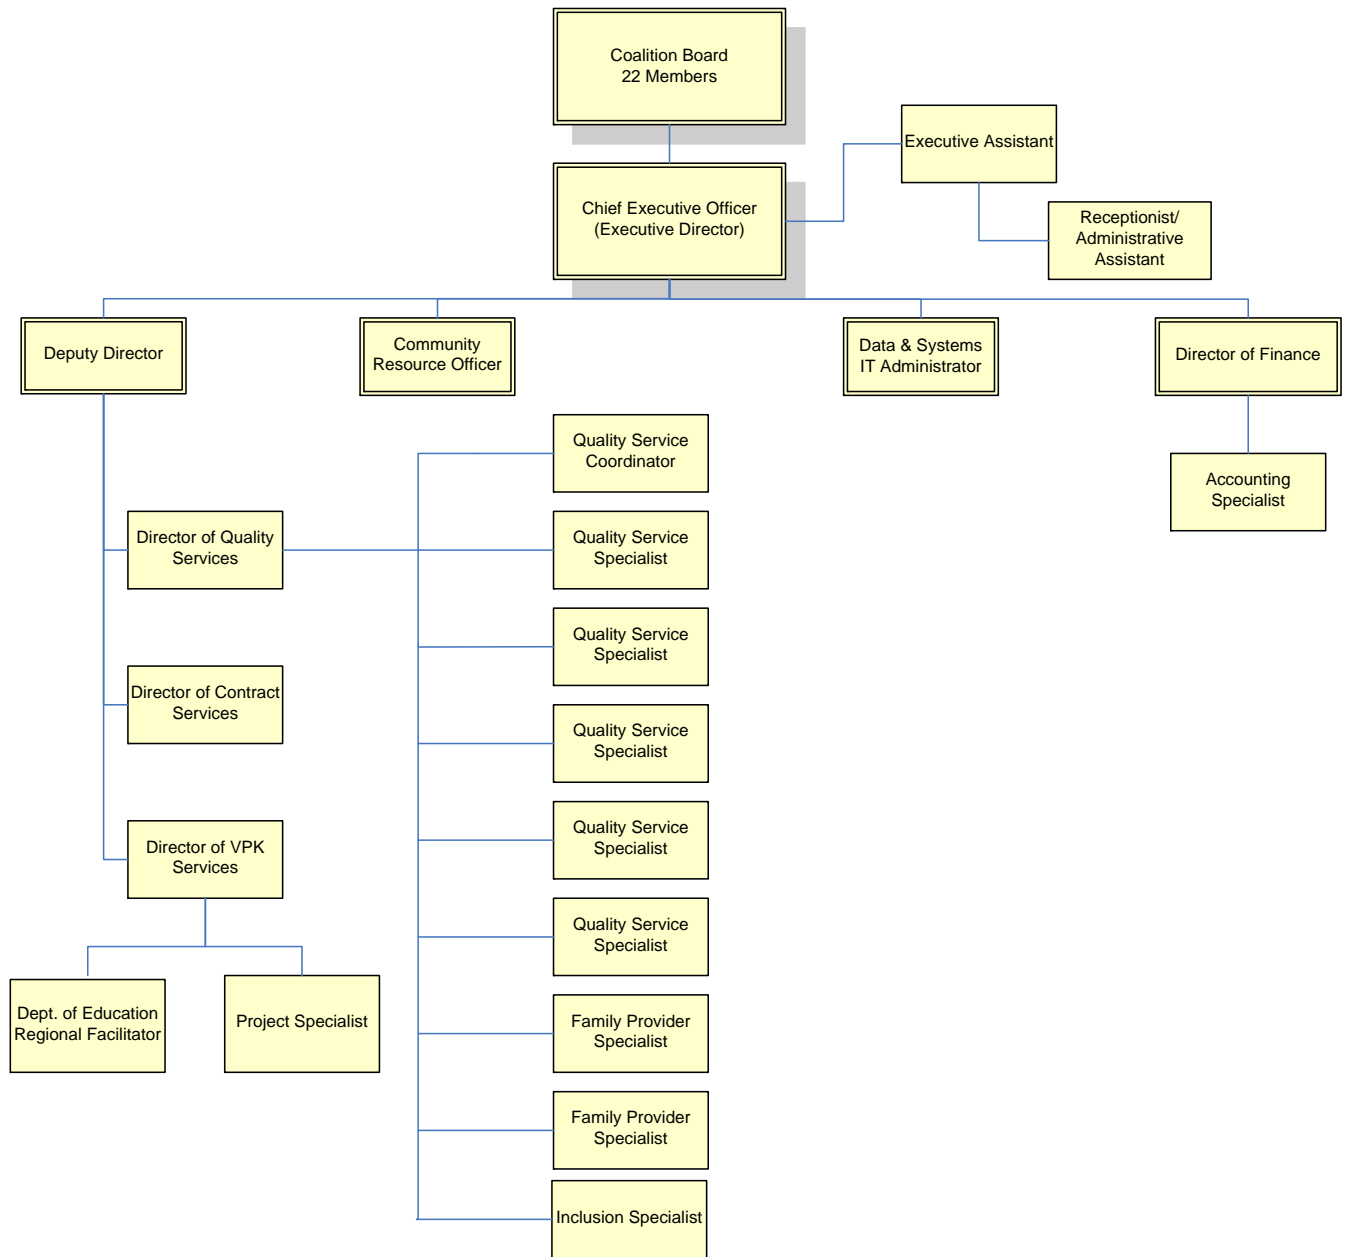 Coalition Board
22 Members
Executive Assistant
Chief Executive Officer
(Executive Director)
Receptionist/
Administrative
Assistant
Deputy Director
Community
Resource Officer
Data & Systems
IT Administrator
Director of Finance
Quality Service
Coordinator
Accounting
Specialist
Director of Quality
Services
Quality Service
Specialist
Quality Service
Specialist
Director of Contract
Services
Quality Service
Specialist
Director of VPK
Services
Quality Service
Specialist
Quality Service
Specialist
Dept. of Education
Regional Facilitator
Project Specialist
Family Provider
Specialist
Family Provider
Specialist
Inclusion Specialist